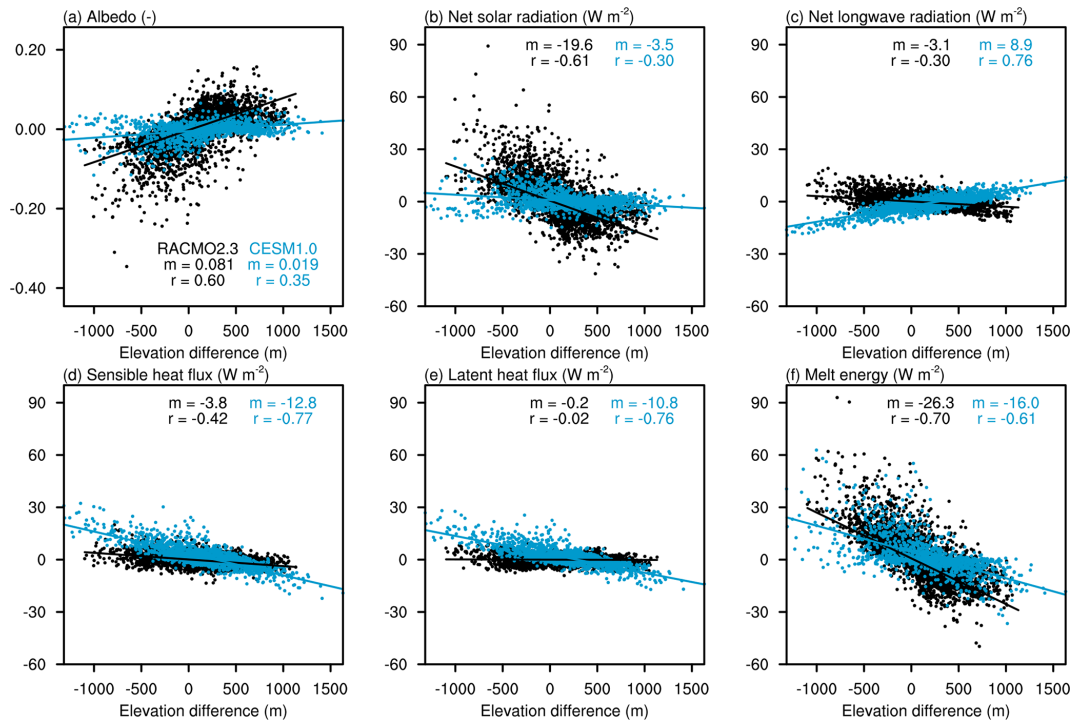 (a) Albedo (-)
0.20
0.00
-0.20
-0.40
RACMO2.3 CESM1.0
m = 0.081 m = 0.019
r = 0.60 r = 0.35
-1000 -500 0 500 1000 1500
Elevation difference (m)
(b) Net solar radiation (W m-2)
90
60
30
0
-30
-60
m = -19.6 m = -3.5
r = -0.61 r = -0.30
-1000 -500 0 500 1000 1500
Elevation difference (m)
(c) Net longwave radiation (W m-2)
90
60
30
0
-30
-60
m = -3.1 m = 8.9
r = -0.30 r = 0.76
-1000 -500 0 500 1000 1500
Elevation difference (m)
(d) Sensible heat flux (W m-2)
90
60
30
0
-30
-60
m = -3.8 m = -12.8
r = -0.42 r = -0.77
-1000 -500 0 500 1000 1500
Elevation difference (m)
(e) Latent heat flux (W m-2)
90
60
30
0
-30
-60
m = -0.2 m = -10.8
r = -0.02 r = -0.76
-1000 -500 0 500 1000 1500
Elevation difference (m)
(f) Melt energy (W m-2)
90
60
30
0
-30
-60
m = -26.3 m = -16.0
r = -0.70 r = -0.61
-1000 -500 0 500 1000 1500
Elevation difference (m)